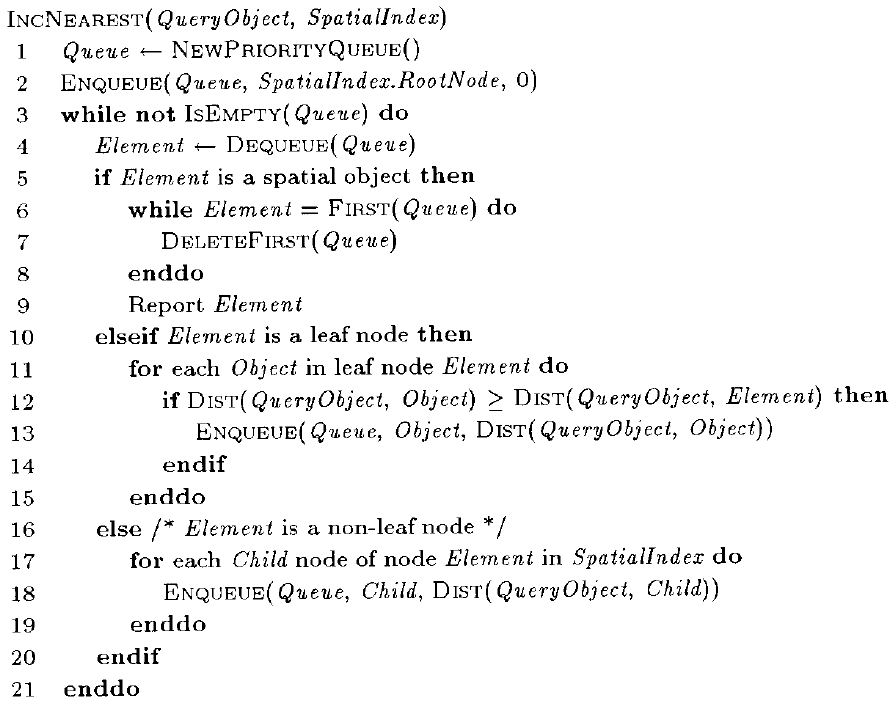 INCNEAREST(QueryObject, SpatialIndex)
1 Queue ← NEWPRIORITYQUEUE()
2 ENQUEUE(Queue, SpatialIndex.RootNode, 0)
3 while not ISEMPTY(Queue) do
4 Element ← DEQUEUE(Queue)
5 if Element is a spatial object then
6 while Element = FIRST(Queue) do
7 DELETEFIRST(Queue)
8 enddo
9 Report Element
10 elseif Element is a leaf node then
11 for each Object in leaf node Element do
12 if DIST(QueryObject, Object) ≥ DIST(QueryObject, Element) then
13 ENQUEUE(Queue, Object, DIST(QueryObject, Object))
14 endif
15 enddo
16 else /* Element is a non-leaf node */
17 for each Child node of node Element in SpatialIndex do
18 ENQUEUE(Queue, Child, DIST(QueryObject, Child))
19 enddo
20 endif
21 enddo